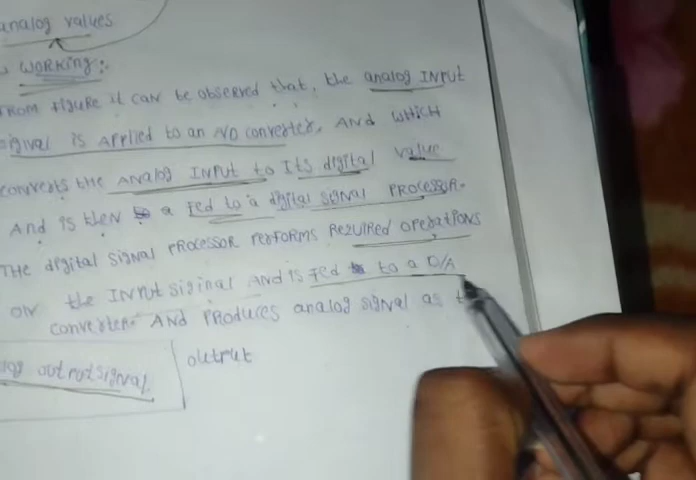 analog values
WORKING:-
From figure it can be observed that, the analog INPUT
signal is applied to an A/D converter, AND WHICH
converts the ANALOG INPUT to Its digital value
And is then a Fed to a digital signal PROCESSOR.
THE digital signal PROCESSOR PERFORMS REQUIRED OPERATIONS
ON the INPUT AND is Fed to a D/A
converter AND PRODUCES analog signal as
output
output signal.